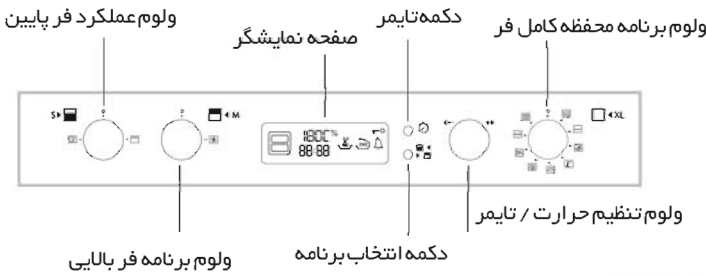 ولوم عملکرد فر پایین
صفحه نمایشگر
دکمه تایمر
ولوم برنامه محفظه کامل فر
S
M
180C
88:88
XL
ولوم تنظیم حرارت / تایمر
دکمه انتخاب برنامه
ولوم برنامه فر بالایی